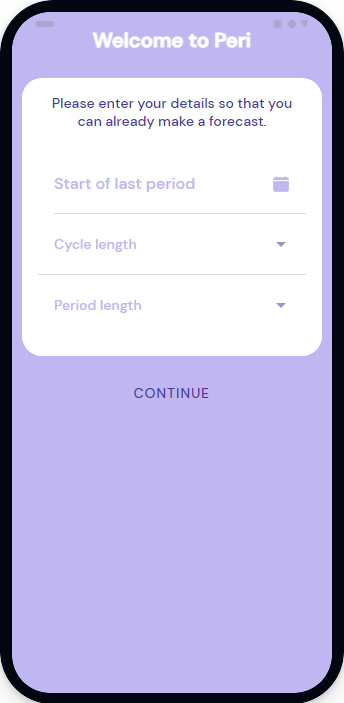 Welcome to Peri
Please enter your details so that you
can already make a forecast.
Start of last period
Cycle length
Period length
CONTINUE